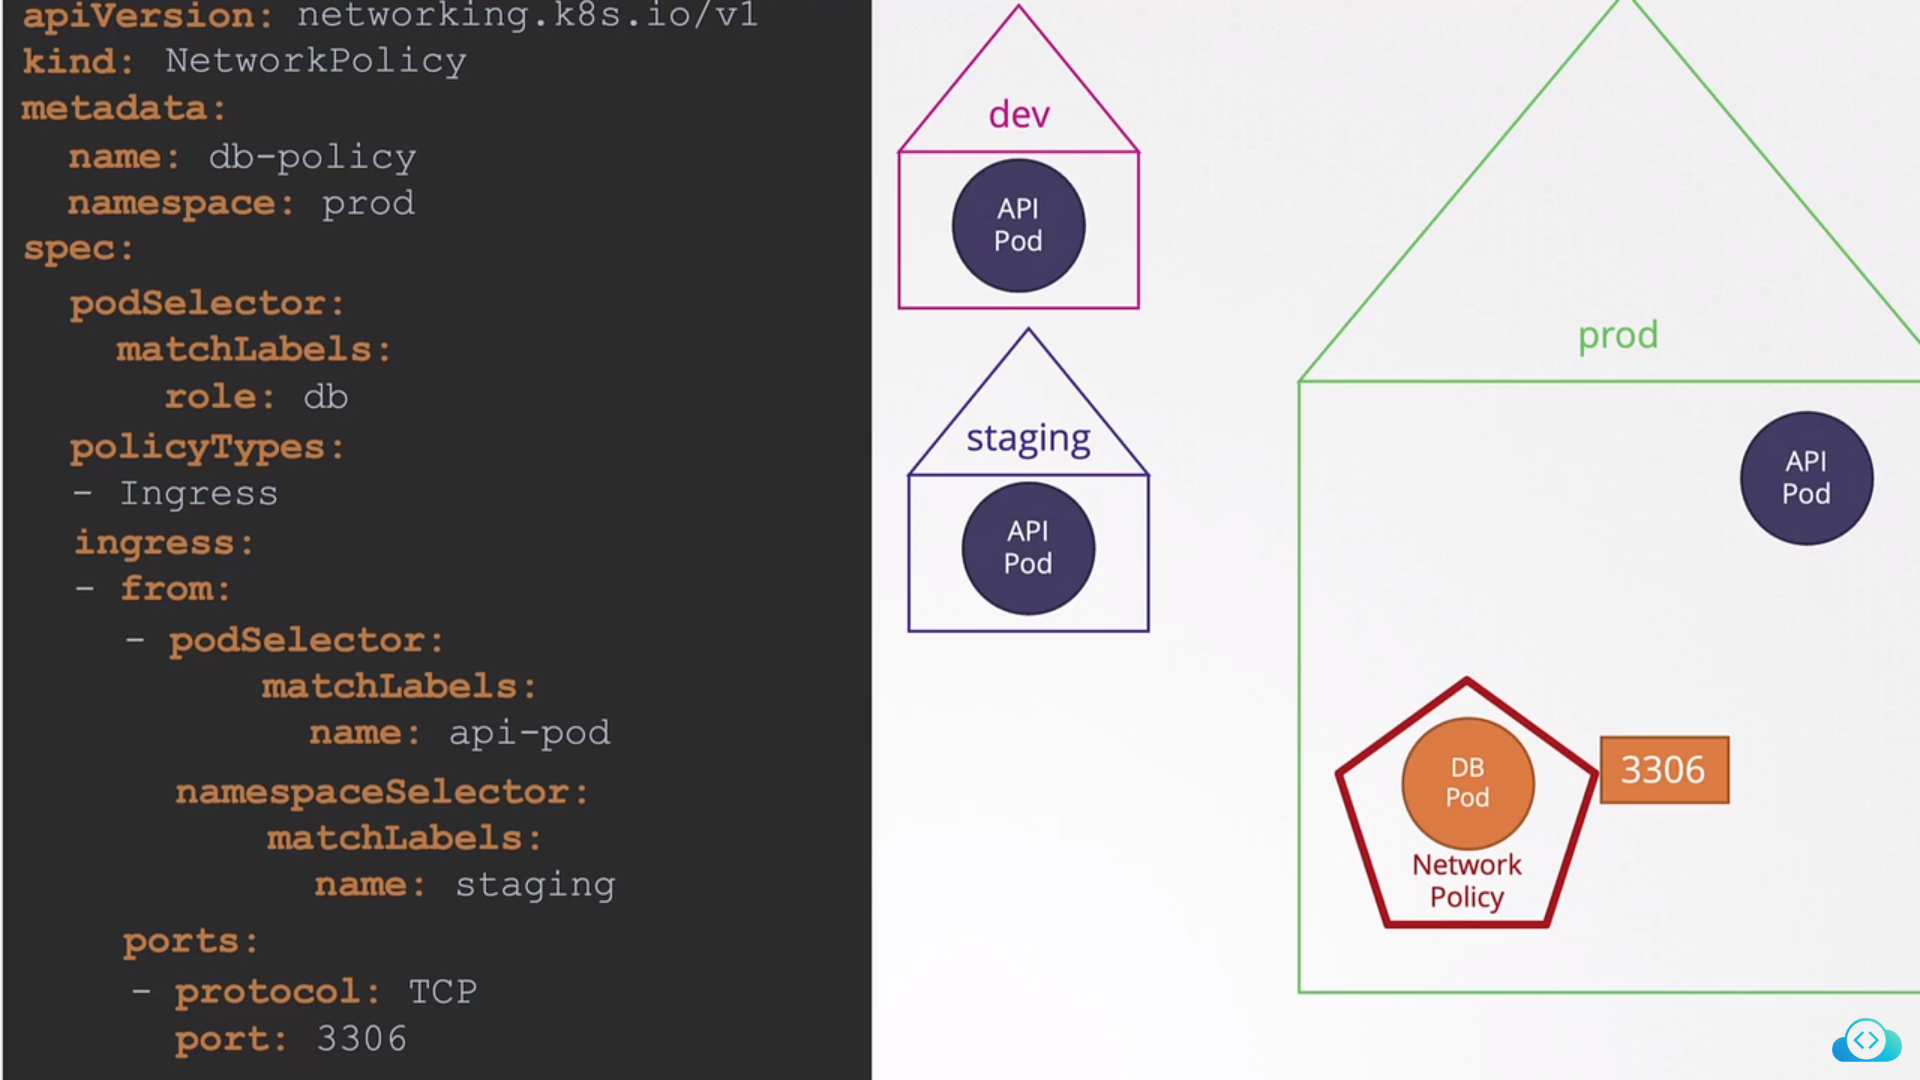 apiVersion: networking.k8s.io/v1
kind: NetworkPolicy
metadata:
  name: db-policy
  namespace: prod
spec:
  podSelector:
    matchLabels:
      role: db
  policyTypes:
  - Ingress
  ingress:
  - from:
    - podSelector:
        matchLabels:
          name: api-pod
      namespaceSelector:
        matchLabels:
          name: staging
    ports:
    - protocol: TCP
      port: 3306
dev
API
Pod
staging
API
Pod
prod
API
Pod
DB
Pod
Network
Policy
3306